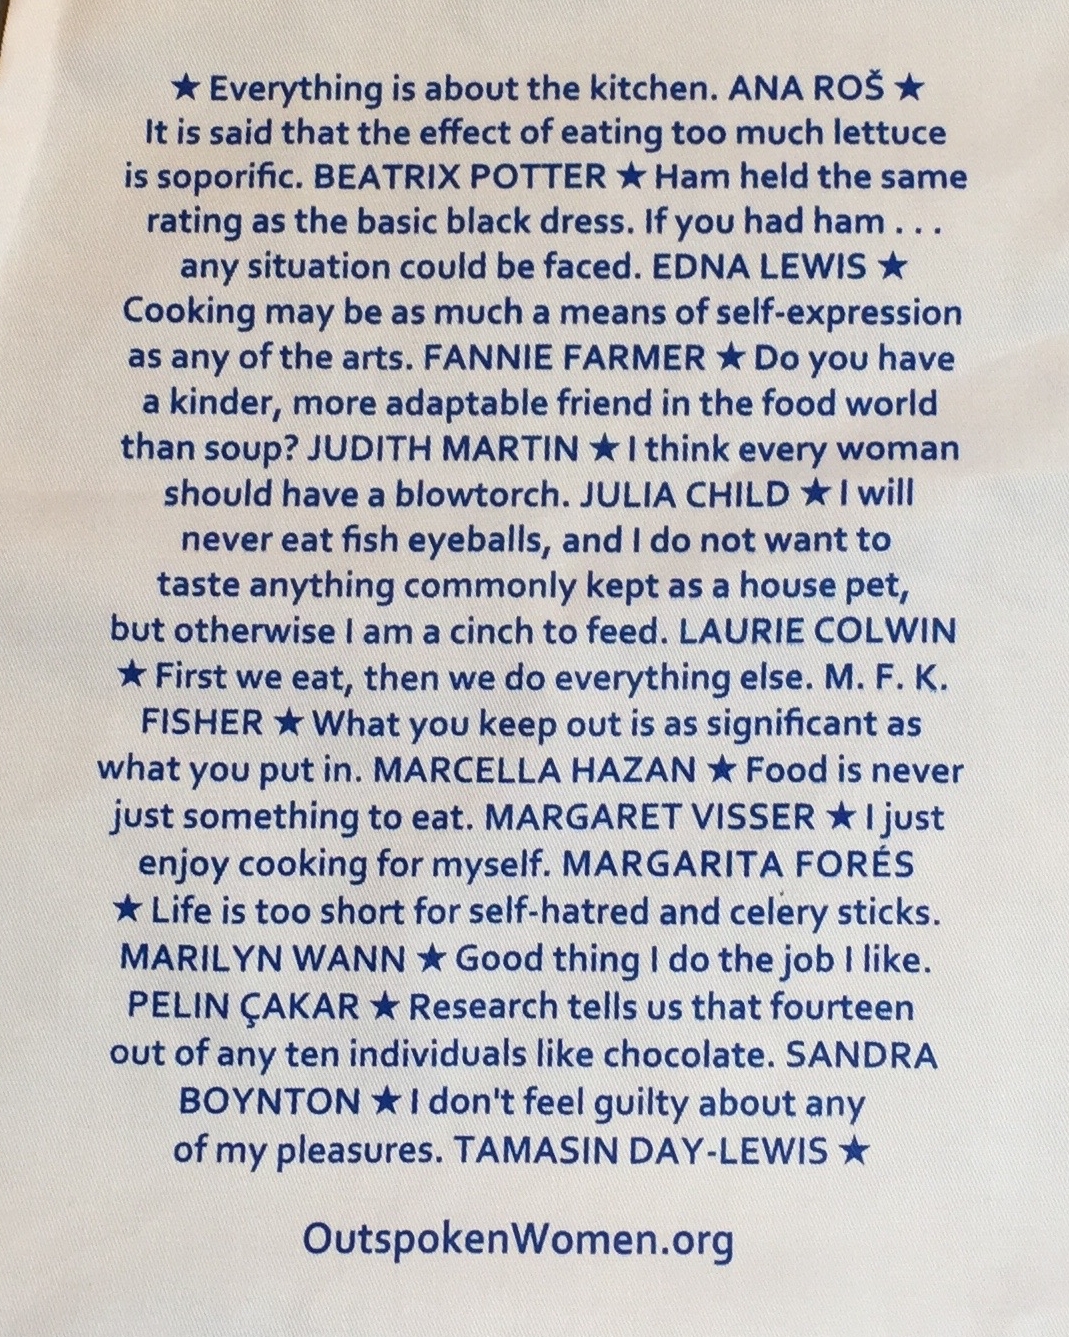 ★ Everything is about the kitchen. ANA ROŠ ★
It is said that the effect of eating too much lettuce
is soporific. BEATRIX POTTER ★ Ham held the same
rating as the basic black dress. If you had ham . . .
any situation could be faced. EDNA LEWIS ★
Cooking may be as much a means of self-expression
as any of the arts. FANNIE FARMER ★ Do you have
a kinder, more adaptable friend in the food world
than soup? JUDITH MARTIN ★ I think every woman
should have a blowtorch. JULIA CHILD ★ I will
never eat fish eyeballs, and I do not want to
taste anything commonly kept as a house pet,
but otherwise I am a cinch to feed. LAURIE COLWIN
★ First we eat, then we do everything else. M. F. K.
FISHER ★ What you keep out is as significant as
what you put in. MARCELLA HAZAN ★ Food is never
just something to eat. MARGARET VISSER ★ I just
enjoy cooking for myself. MARGARITA FORÉS
★ Life is too short for self-hatred and celery sticks.
MARILYN WANN ★ Good thing I do the job I like.
PELIN ÇAKAR ★ Research tells us that fourteen
out of any ten individuals like chocolate. SANDRA
BOYNTON ★ I don't feel guilty about any
of my pleasures. TAMASIN DAY-LEWIS ★
OutspokenWomen.org